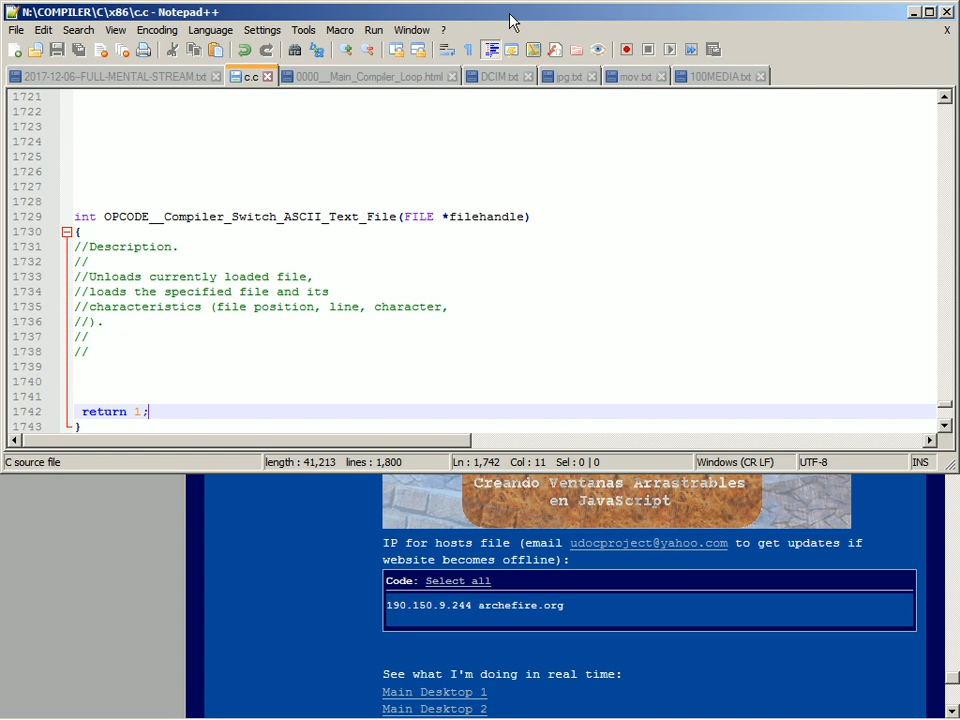 N:\COMPILER\C\x86\c.c - Notepad++
File Edit Search View Encoding Language Settings Tools Macro Run Window ? X
2017-12-06--FULL-MENTAL-STREAM.txt c.c 0000__Main_Compiler_Loop.html DCIM.txt jpg.txt mov.txt 100MEDIA.txt
1721
1722
1723
1724
1725
1726
1727
1728
1729 int OPCODE__Compiler_Switch_ASCII_Text_File(FILE *filehandle)
1730 {
1731 //Description.
1732 //
1733 //Unloads currently loaded file,
1734 //loads the specified file and its
1735 //characteristics (file position, line, character,
1736 //).
1737 //
1738 //
1739
1740
1741
1742 return 1;
1743 }
C source file length : 41,213 lines : 1,800 Ln : 1,742 Col : 11 Sel : 0 | 0 Windows (CR LF) UTF-8 INS
Creando Ventanas Arrastrables
en JavaScript
IP for hosts file (email udocproject@yahoo.com to get updates if
website becomes offline):
Code: Select all
190.150.9.244 archefire.org
See what I'm doing in real time:
Main Desktop 1
Main Desktop 2